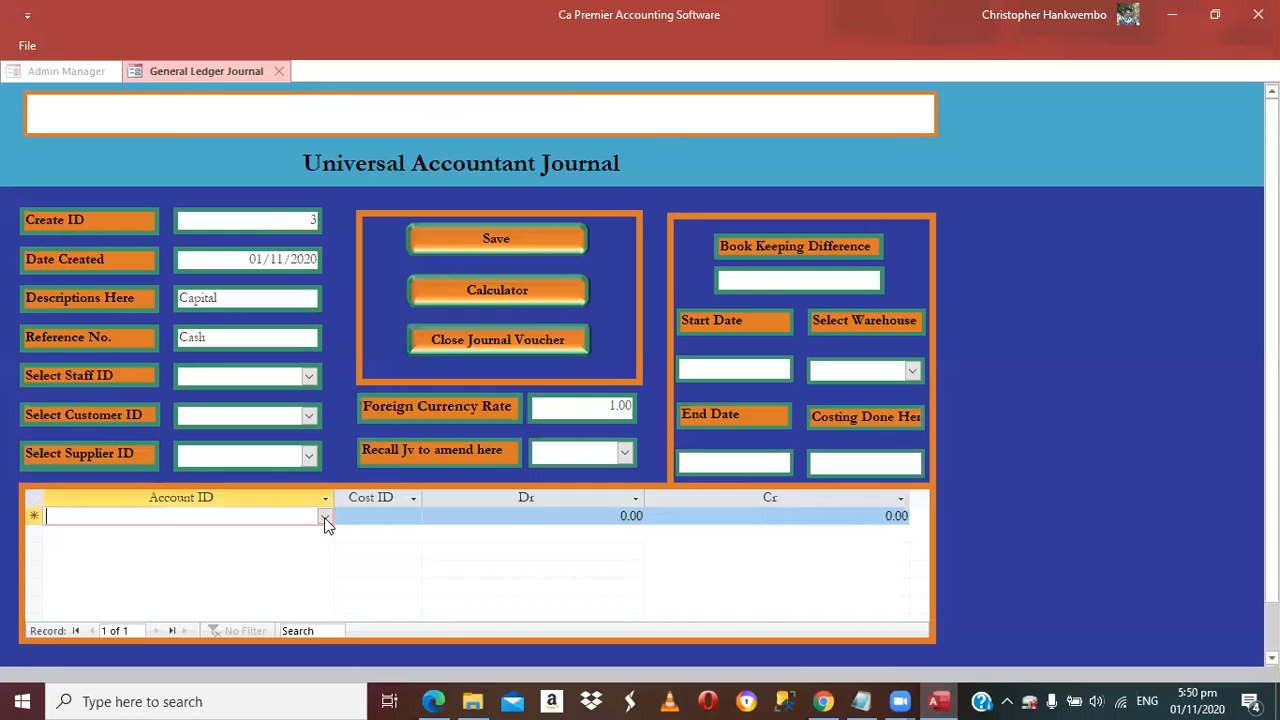 Ca Premier Accounting Software
Christopher Hankwembo
File
Admin Manager
General Ledger Journal
Universal Accountant Journal
Create ID
3
Save
Book Keeping Difference
Date Created
01/11/2020
Calculator
Descriptions Here
Capital
Start Date
Select Warehouse
Reference No.
Cash
Close Journal Voucher
Select Staff ID
Foreign Currency Rate
1.00
Select Customer ID
End Date
Costing Done Her
Select Supplier ID
Recall Jv to amend here
Account ID
Cost ID
Dr
Cr
0.00
0.00
Record:
1 of 1
No Filter
Search
Type here to search
ENG
5:50 pm
01/11/2020
4